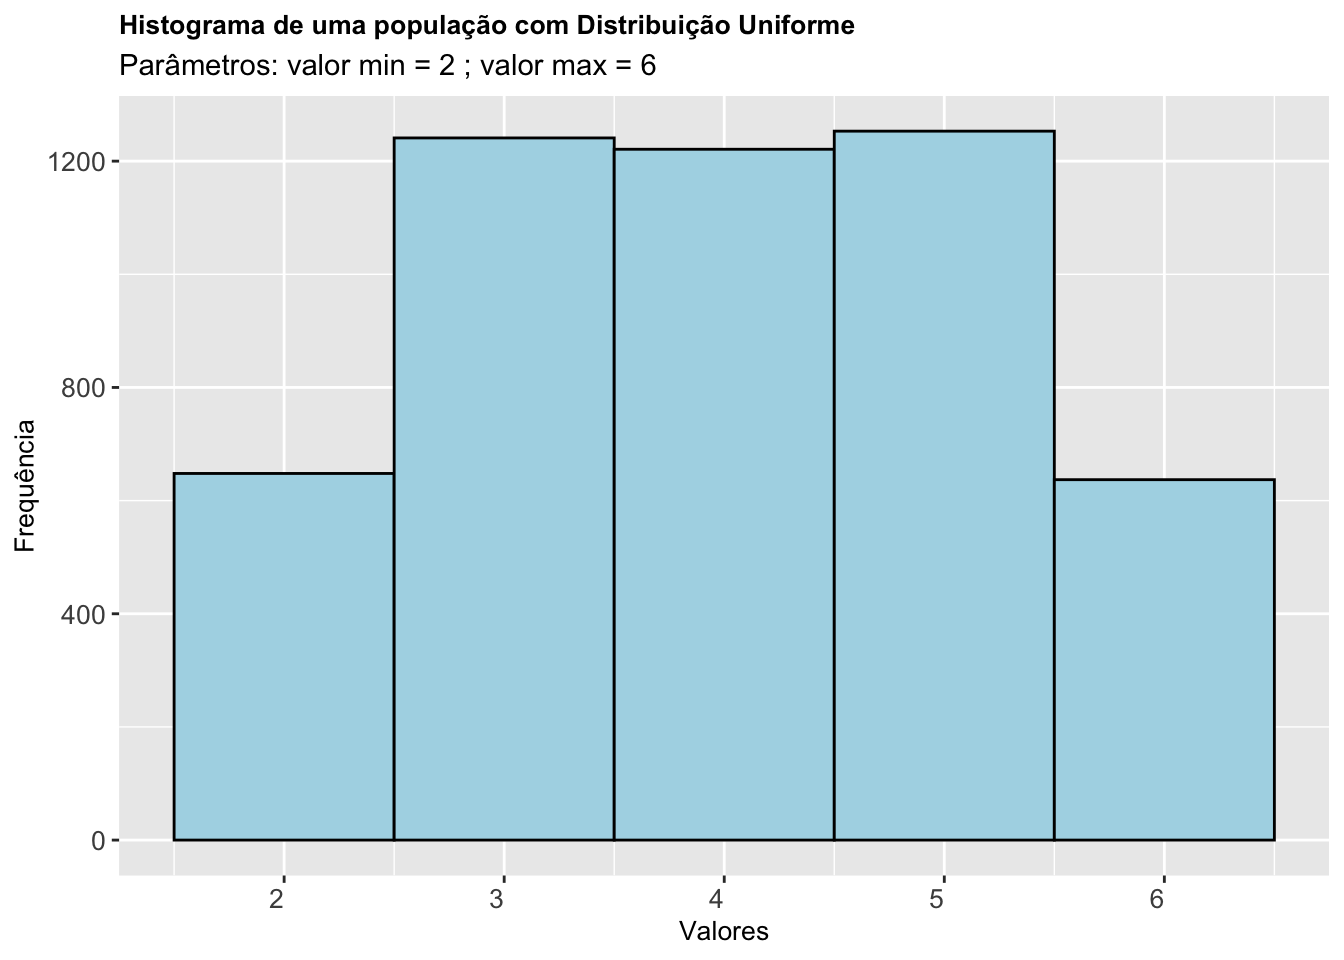 Histograma de uma população com Distribuição Uniforme
Parâmetros: valor min = 2 ; valor max = 6
1200
800
400
0
Frequência
2 3 4 5 6
Valores